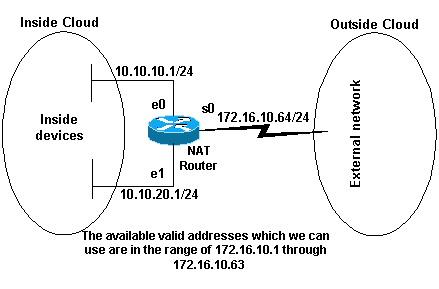 Inside Cloud
Outside Cloud
10.10.10.1/24
e0
s0
172.16.10.64/24
Inside
devices
NAT
Router
e1
10.10.20.1/24
External network
The available valid addresses which we can
use are in the range of 172.16.10.1 through
172.16.10.63